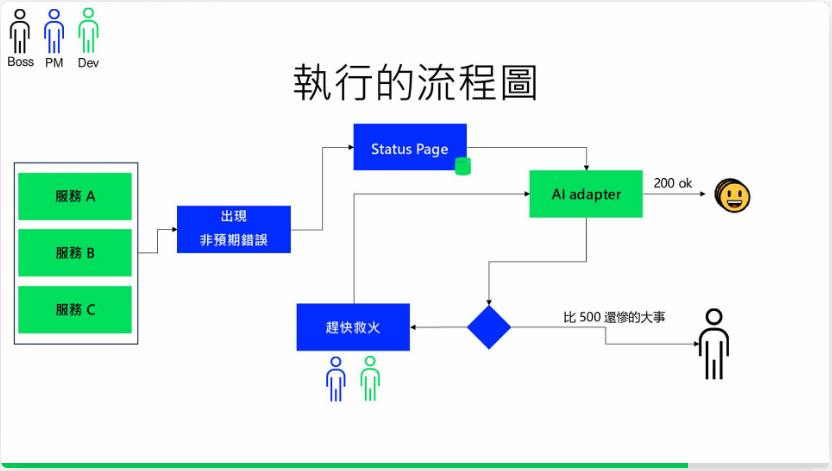 Boss PM Dev
執行的流程圖
Status Page
服務 A
AI adapter
200 ok
出現
非預期錯誤
服務 B
服務 C
趕快救火
比 500 還慘的大事